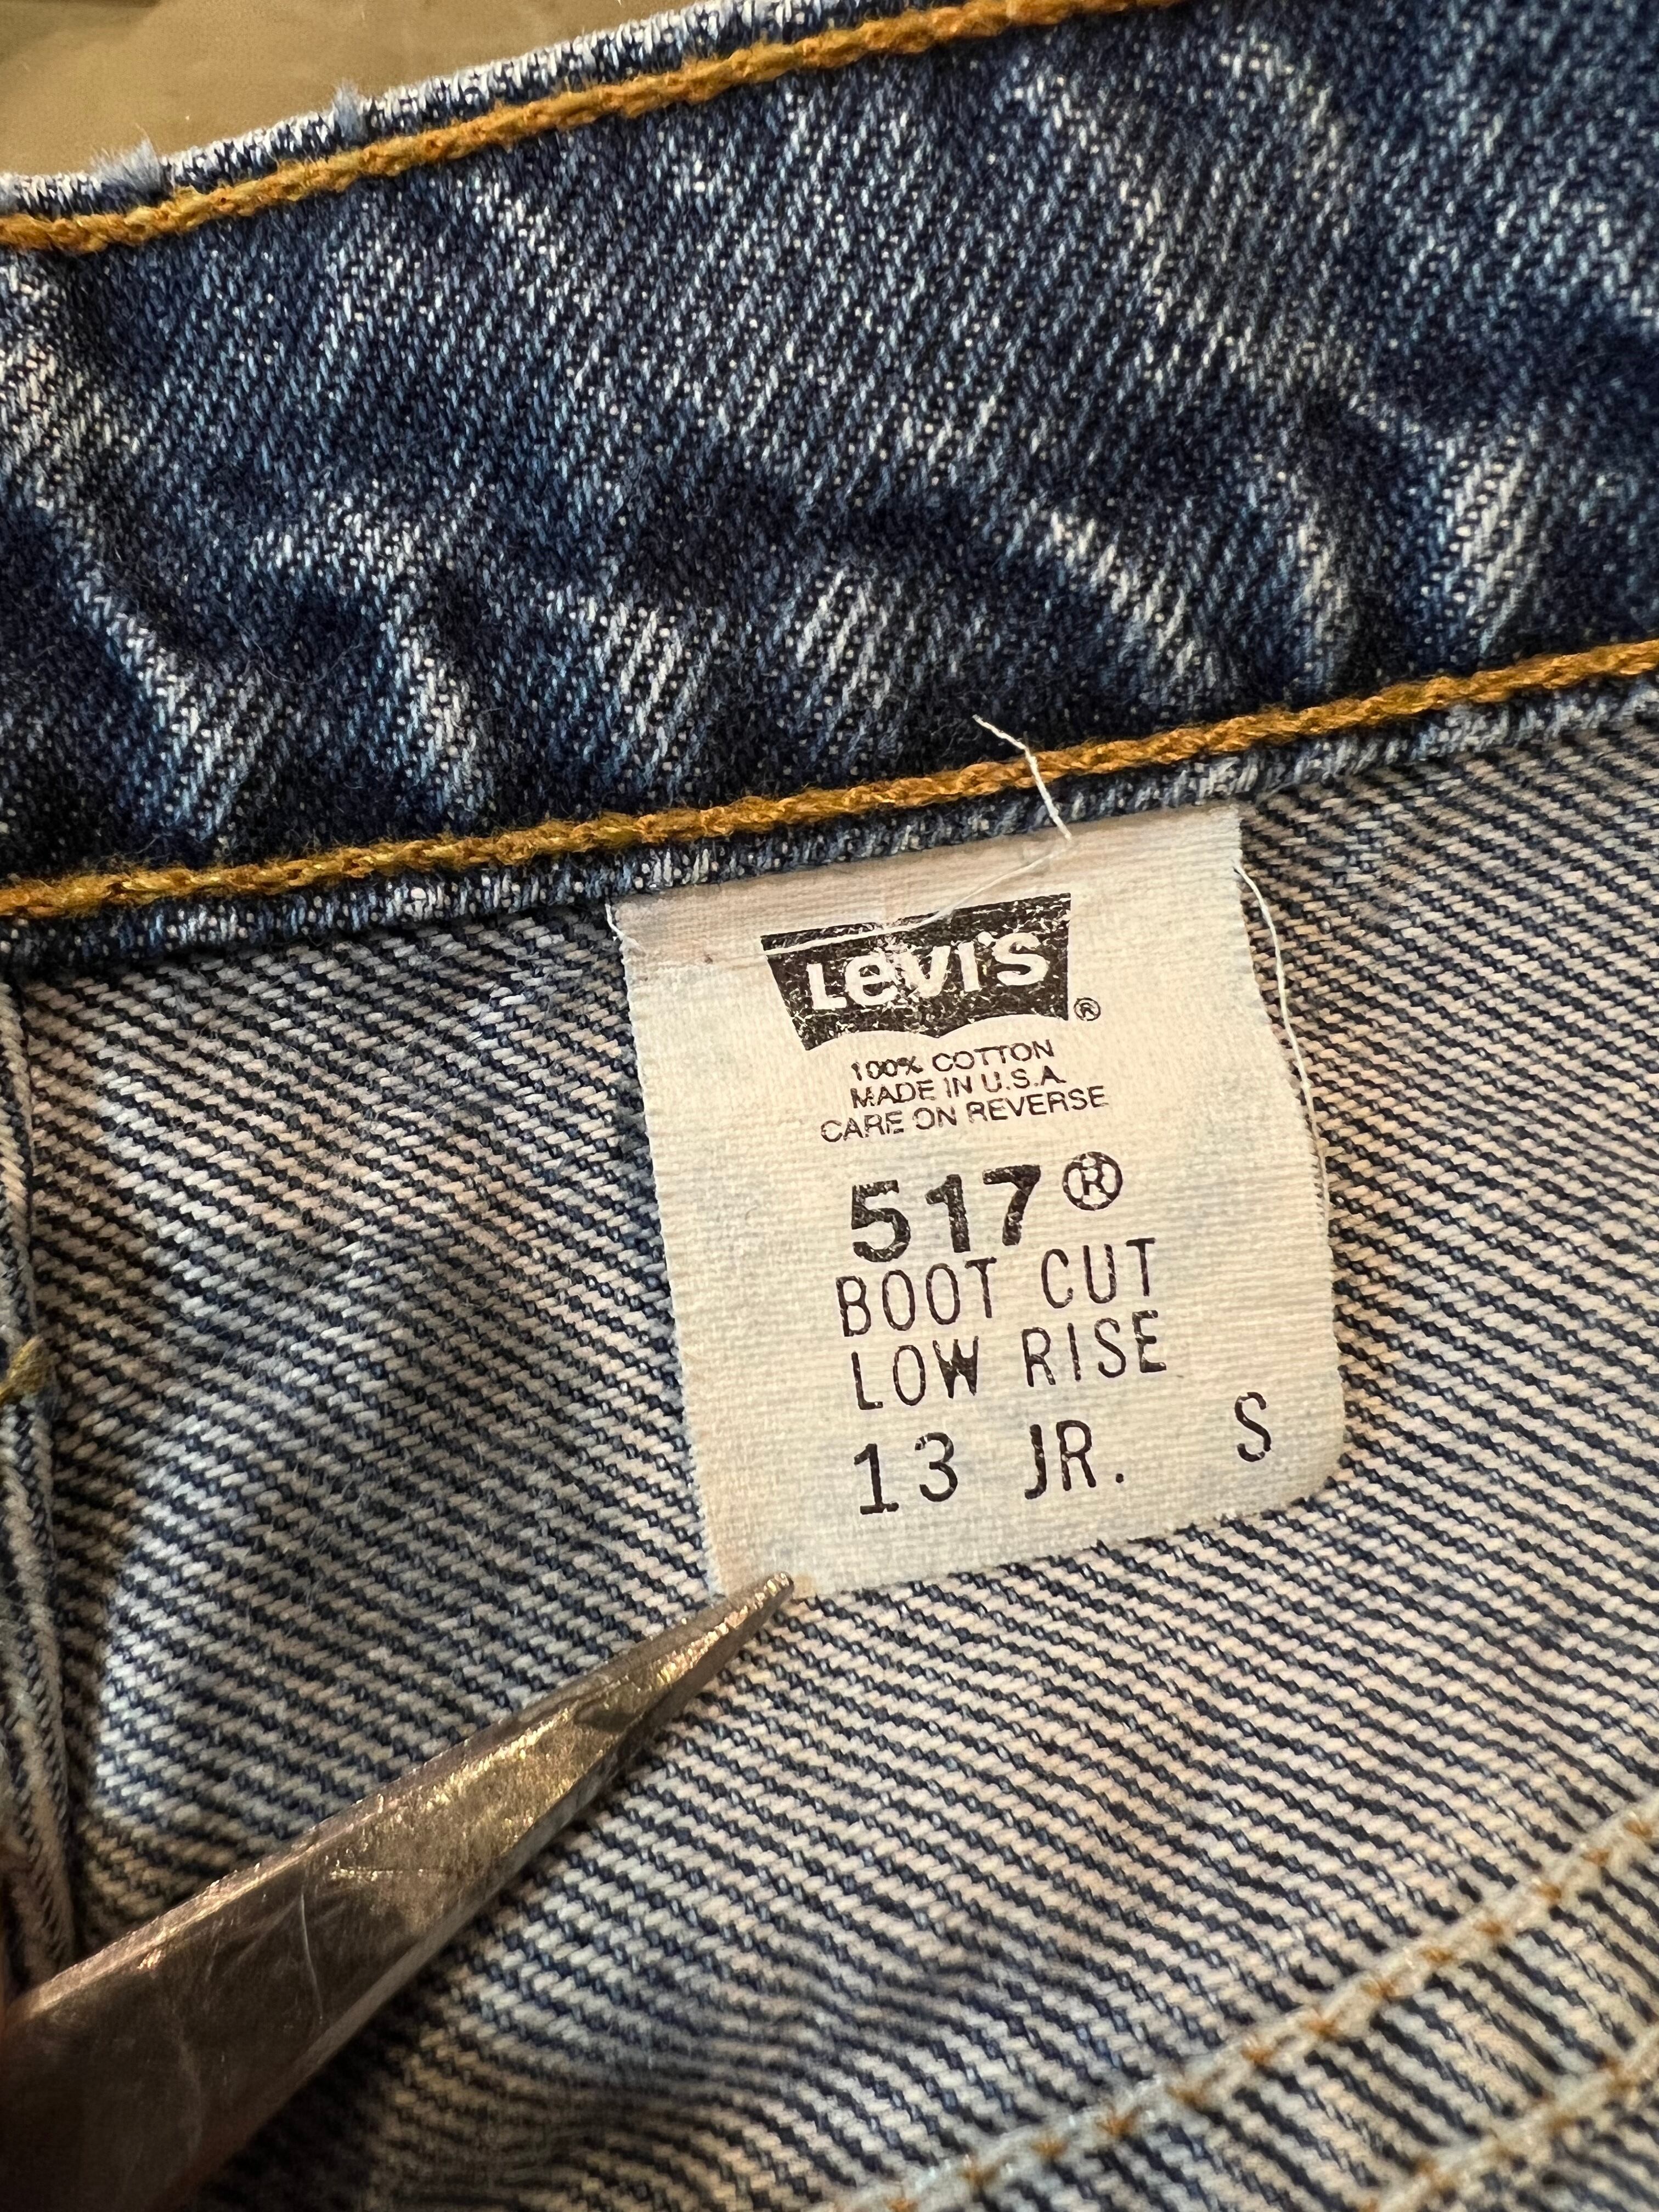 Levi's ®
100% COTTON
MADE IN U.S.A.
CARE ON REVERSE
517®
BOOT CUT
LOW RISE
13 JR. S